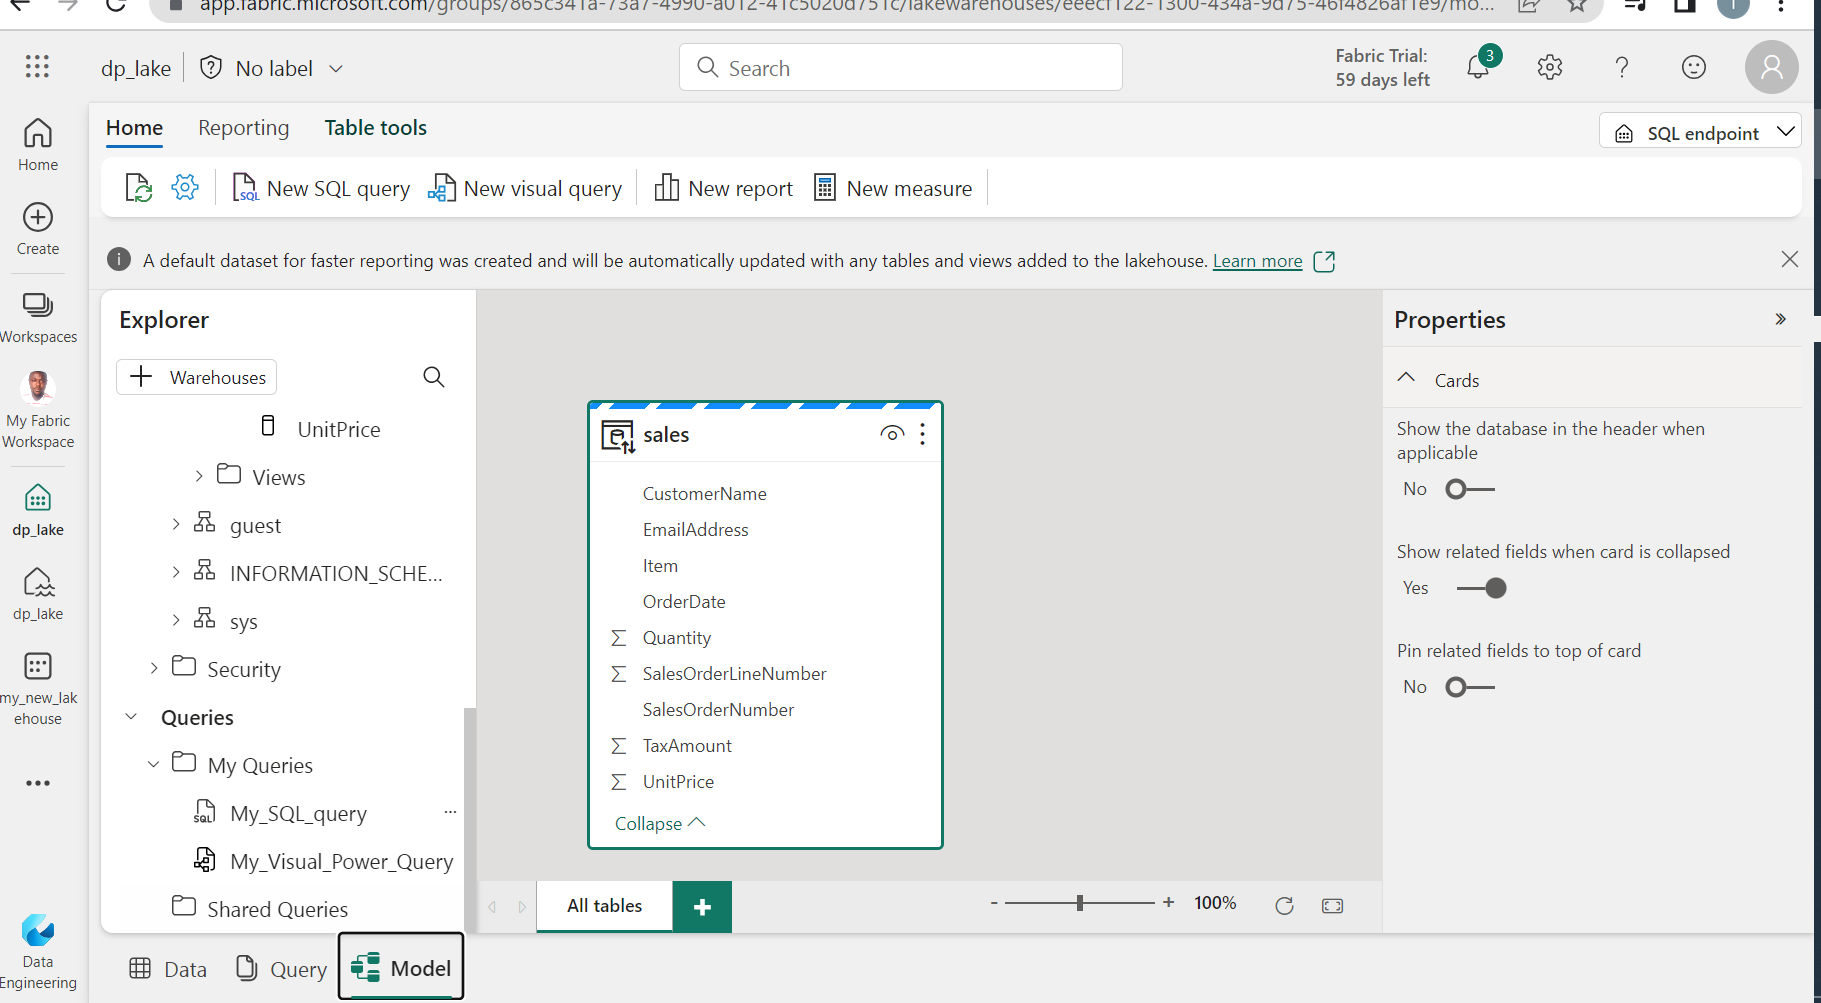 app.fabric.microsoft.com/groups/865c341a-73a7-4990-a012-41c5020d751c/lakewarehouses/eeecf122-1300-434a-9d75-46f4826af1e9/mo...
dp_lake
No label
Search
Fabric Trial:
59 days left
3
Home
Reporting
Table tools
SQL endpoint
New SQL query
New visual query
New report
New measure
A default dataset for faster reporting was created and will be automatically updated with any tables and views added to the lakehouse. Learn more
Home
Create
Workspaces
My Fabric
Workspace
dp_lake
dp_lake
my_new_lak
ehouse
Data
Engineering
Explorer
Warehouses
UnitPrice
Views
guest
INFORMATION_SCHE...
sys
Security
Queries
My Queries
My_SQL_query
My_Visual_Power_Query
Shared Queries
sales
CustomerName
EmailAddress
Item
OrderDate
Σ Quantity
Σ SalesOrderLineNumber
SalesOrderNumber
Σ TaxAmount
Σ UnitPrice
Collapse
All tables
+
- + 100%
Properties
Cards
Show the database in the header when
applicable
No
Show related fields when card is collapsed
Yes
Pin related fields to top of card
No
Data
Query
Model